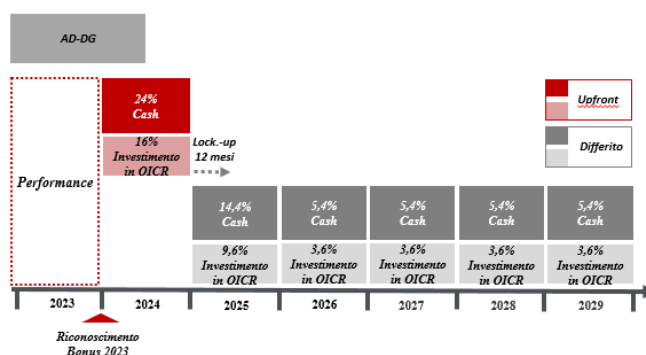 AD-DG
24%
Cash
16%
Investimento
in OICR
Lock.-up
12 mesi
Upfront
Differito
Performance
14,4%
Cash
5,4%
Cash
5,4%
Cash
5,4%
Cash
5,4%
Cash
9,6%
Investimento
in OICR
3,6%
Investimento
in OICR
3,6%
Investimento
in OICR
3,6%
Investimento
in OICR
3,6%
Investimento
in OICR
2023
2024
2025
2026
2027
2028
2029
Riconoscimento
Bonus 2023